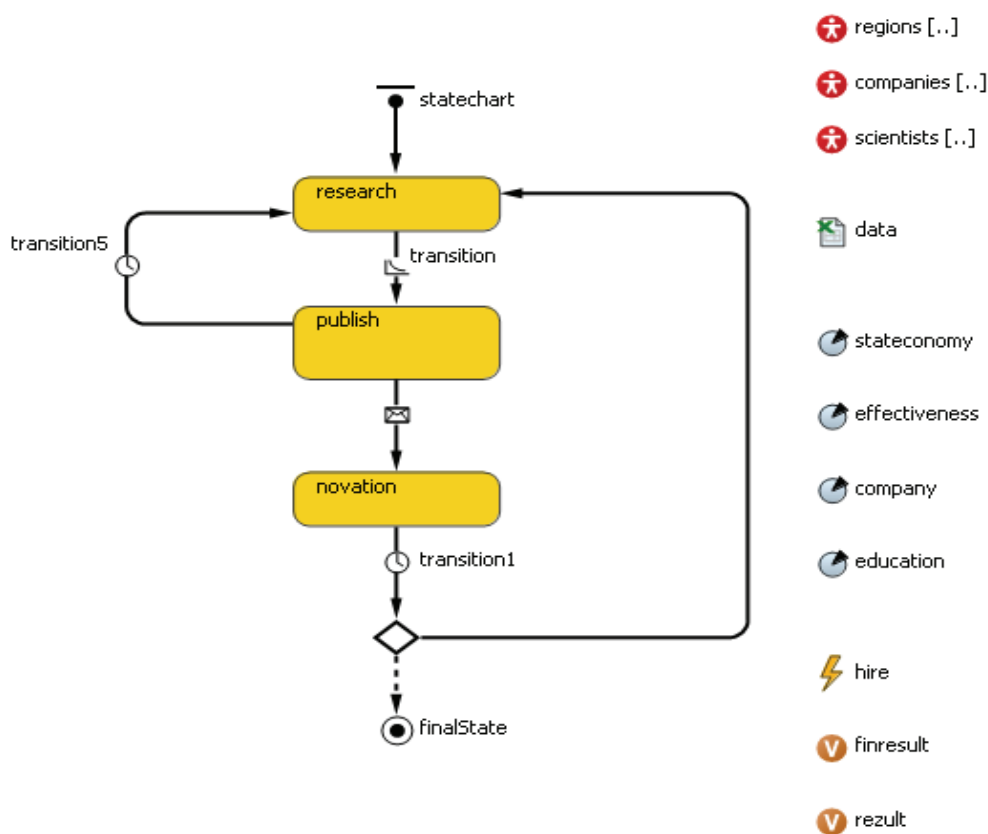 statechart
research
transition5
transition
publish
novation
transition1
finalState
regions [..]
companies [..]
scientists [..]
data
stateconomy
effectiveness
company
education
hire
finresult
rezult